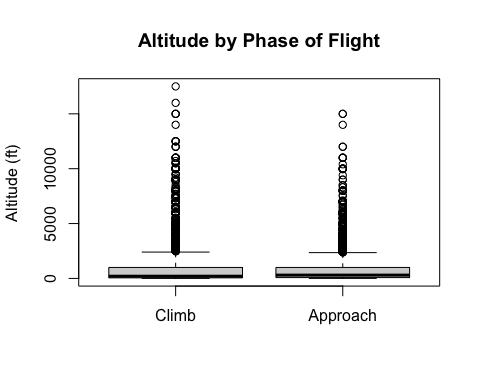 Altitude by Phase of Flight
Altitude (ft)
10000
5000
0
Climb
Approach